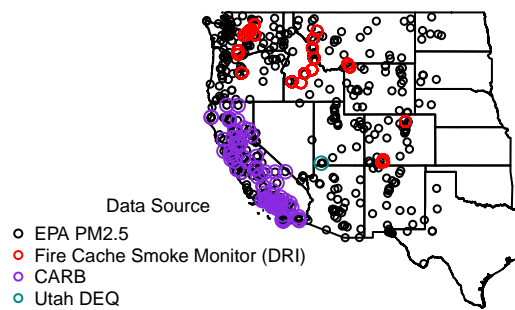 Data Source
EPA PM2.5
Fire Cache Smoke Monitor (DRI)
CARB
Utah DEQ